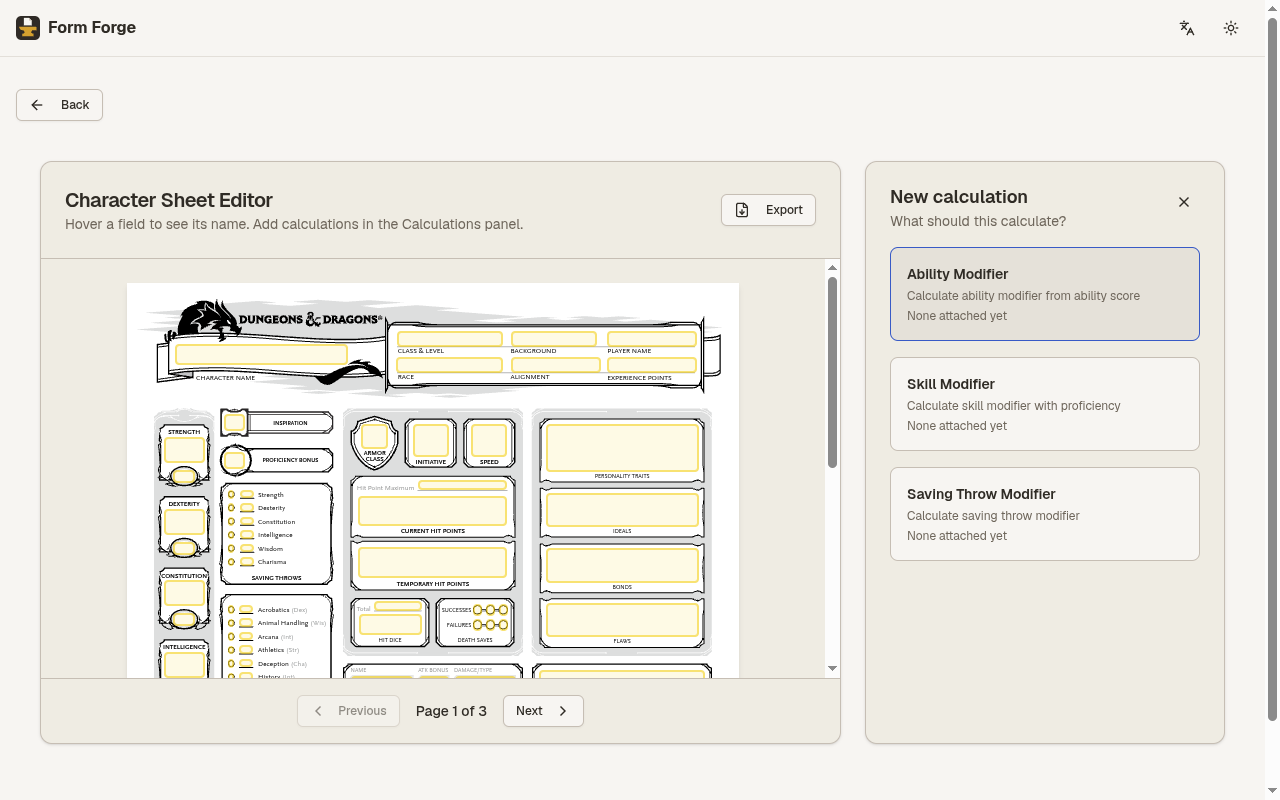 Form Forge
Back
Character Sheet Editor
Hover a field to see its name. Add calculations in the Calculations panel.
Export
DUNGEONS & DRAGONS®
CHARACTER NAME
CLASS & LEVEL
BACKGROUND
PLAYER NAME
RACE
ALIGNMENT
EXPERIENCE POINTS
STRENGTH
DEXTERITY
CONSTITUTION
INTELLIGENCE
INSPIRATION
PROFICIENCY BONUS
Strength
Dexterity
Constitution
Intelligence
Wisdom
Charisma
SAVING THROWS
Acrobatics (Dex)
Animal Handling (Wis)
Arcana (Int)
Athletics (Str)
Deception (Cha)
History (Int)
ARMOR
CLASS
INITIATIVE
SPEED
Hit Point Maximum
CURRENT HIT POINTS
TEMPORARY HIT POINTS
Total
HIT DICE
SUCCESSES
FAILURES
DEATH SAVES
NAME
ATK BONUS
DAMAGE/TYPE
PERSONALITY TRAITS
IDEALS
BONDS
FLAWS
Previous
Page 1 of 3
Next
New calculation
What should this calculate?
Ability Modifier
Calculate ability modifier from ability score
None attached yet
Skill Modifier
Calculate skill modifier with proficiency
None attached yet
Saving Throw Modifier
Calculate saving throw modifier
None attached yet